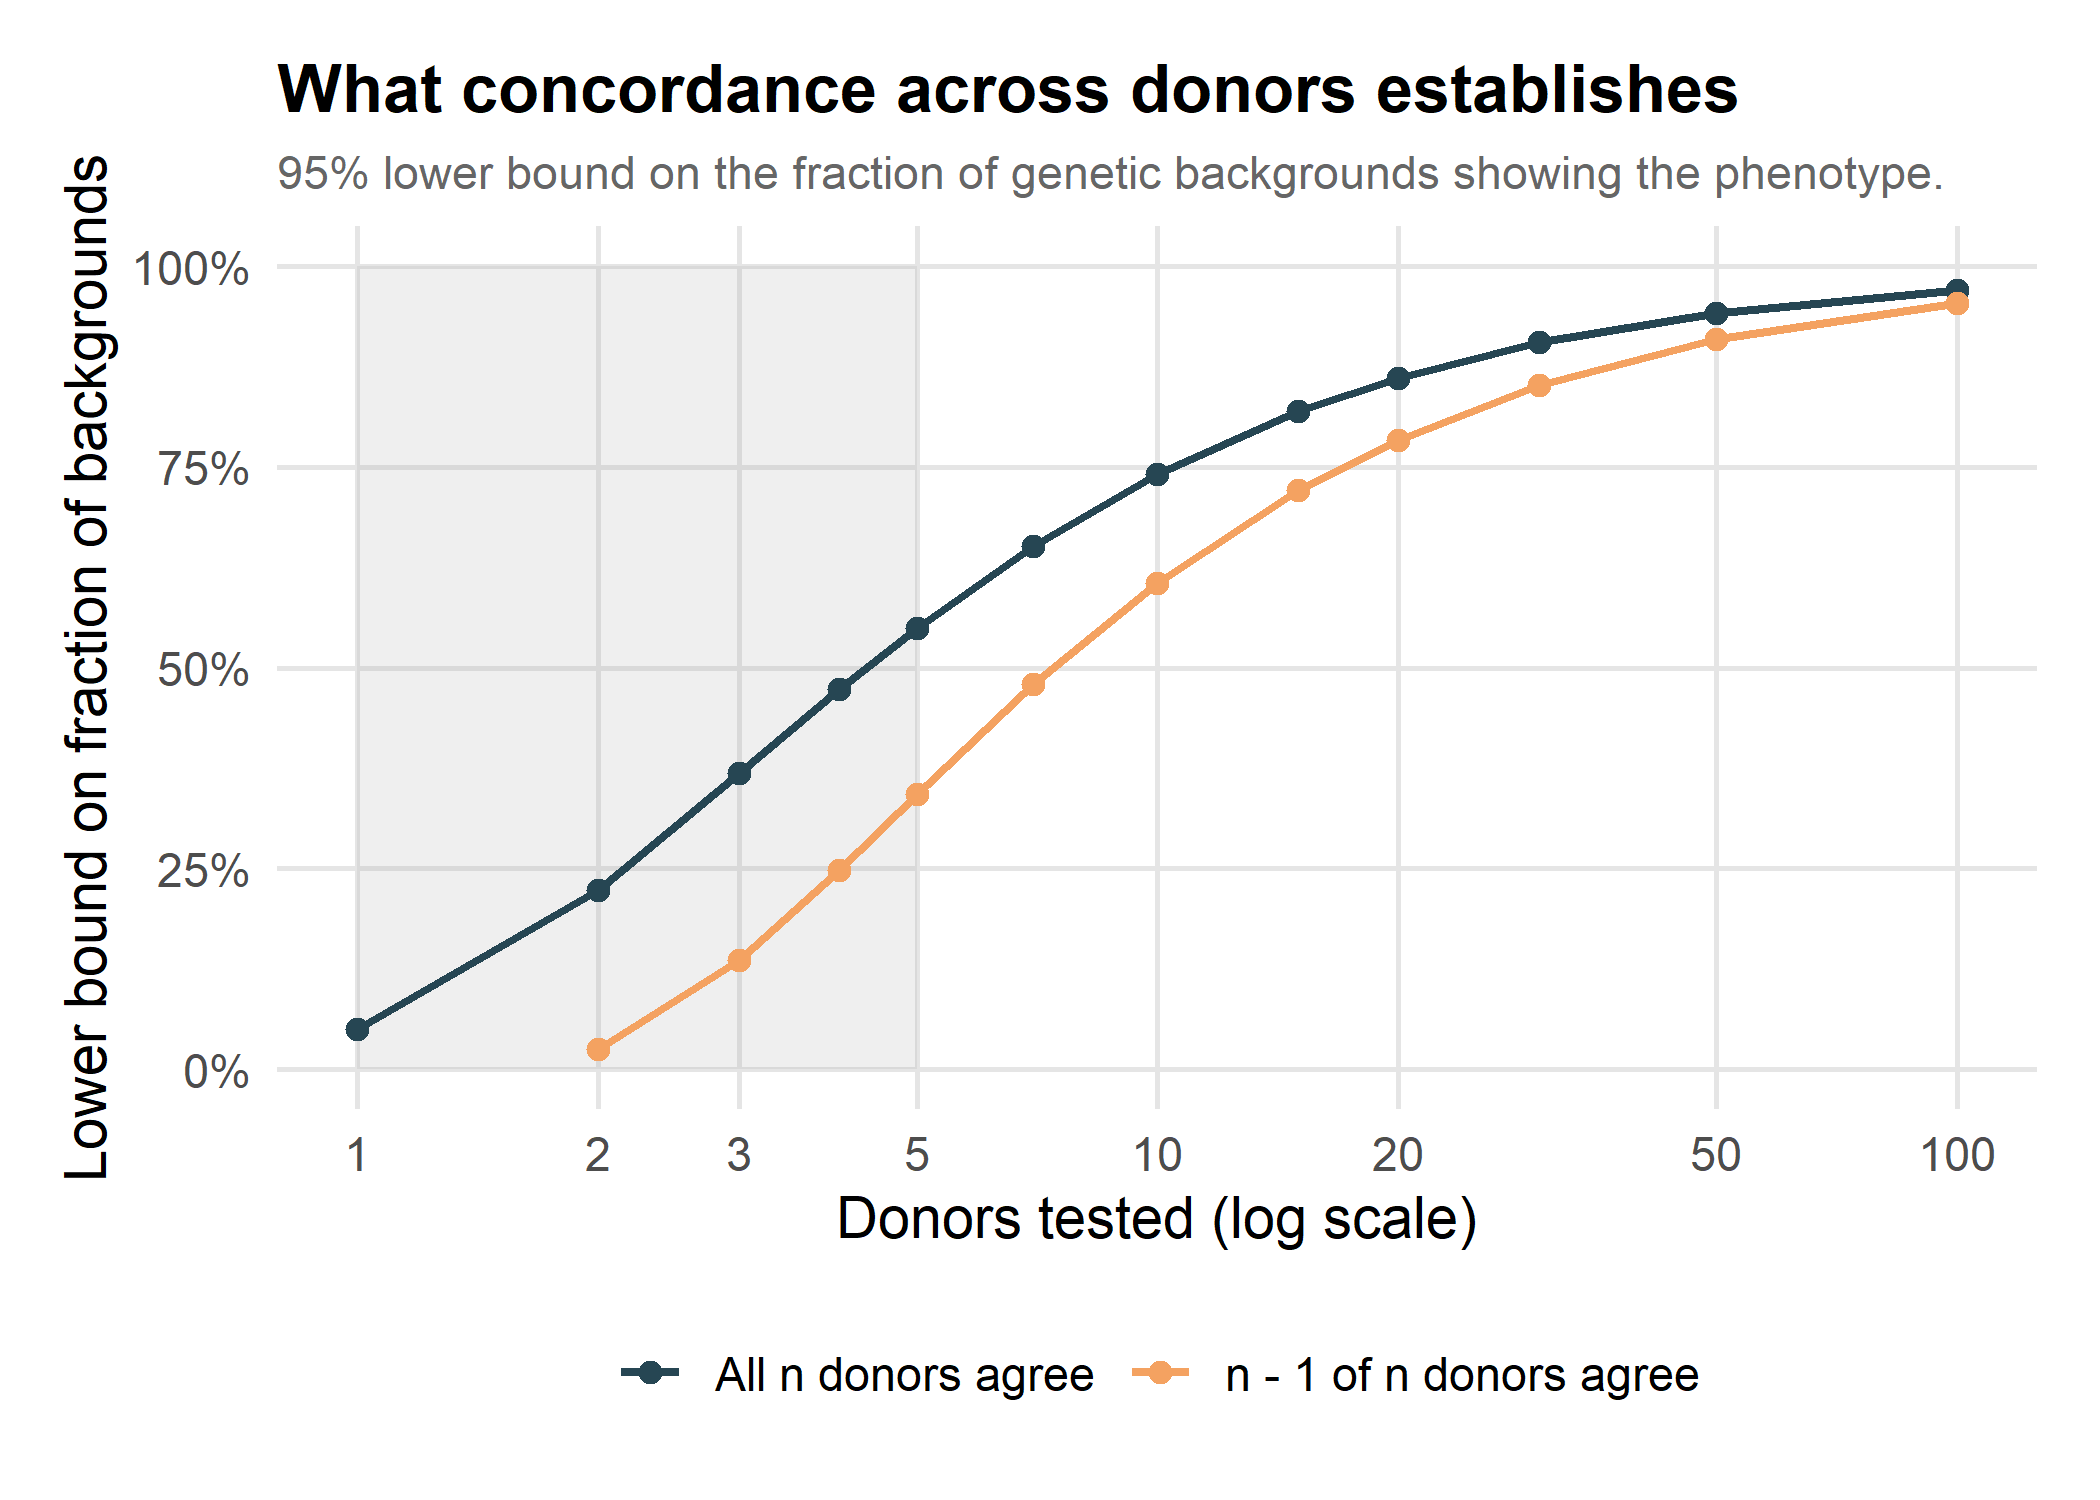 What concordance across donors establishes
95% lower bound on the fraction of genetic backgrounds showing the phenotype.
Lower bound on fraction of backgrounds
100%
75%
50%
25%
0%
1 2 3 5 10 20 50 100
Donors tested (log scale)
All n donors agree n - 1 of n donors agree